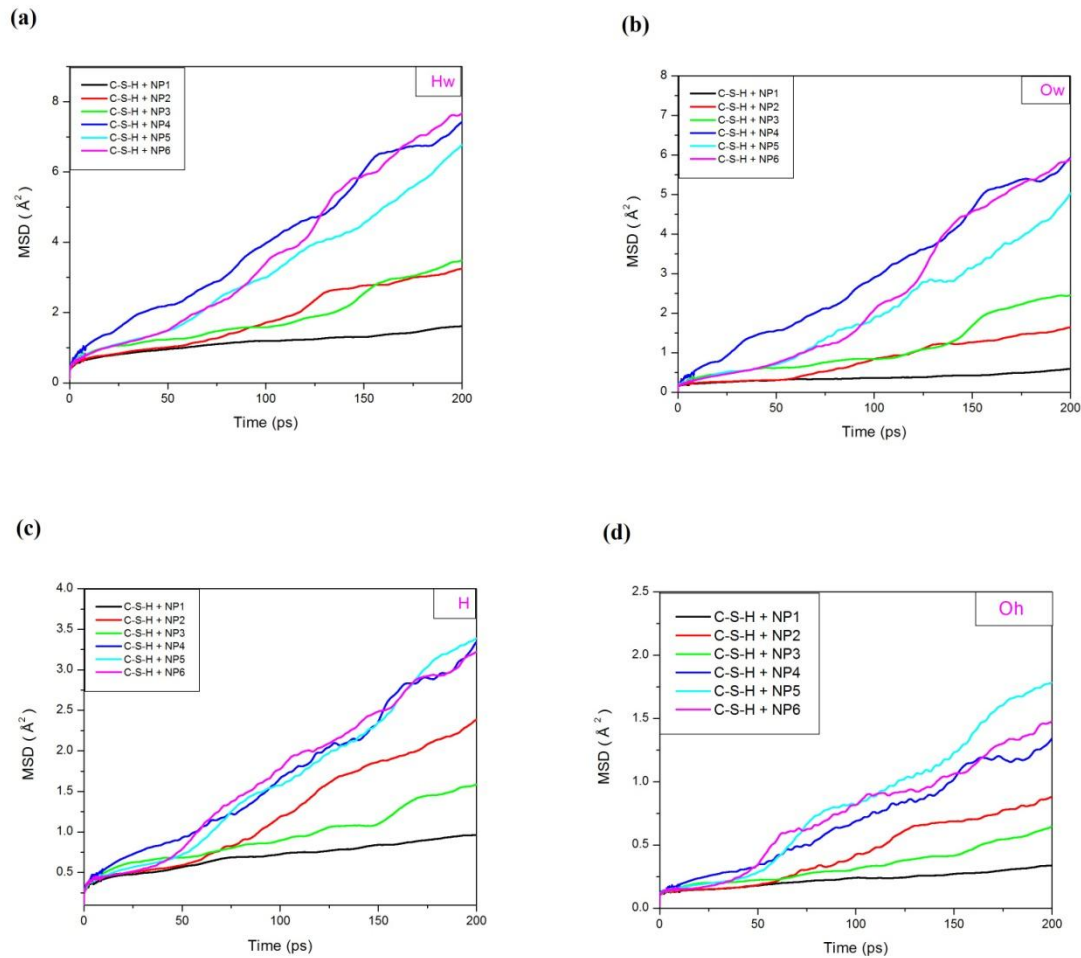 (a)
Hw
C-S-H + NP1
C-S-H + NP2
C-S-H + NP3
C-S-H + NP4
C-S-H + NP5
C-S-H + NP6
8
6
4
2
0
MSD ( Å² )
0 50 100 150 200
Time (ps)
(b)
Ow
C-S-H + NP1
C-S-H + NP2
C-S-H + NP3
C-S-H + NP4
C-S-H + NP5
C-S-H + NP6
8
7
6
5
4
3
2
1
0
MSD ( Å² )
0 50 100 150 200
Time (ps)
(c)
H
C-S-H + NP1
C-S-H + NP2
C-S-H + NP3
C-S-H + NP4
C-S-H + NP5
C-S-H + NP6
4.0
3.5
3.0
2.5
2.0
1.5
1.0
0.5
MSD ( Å² )
0 50 100 150 200
Time (ps)
(d)
Oh
C-S-H + NP1
C-S-H + NP2
C-S-H + NP3
C-S-H + NP4
C-S-H + NP5
C-S-H + NP6
2.5
2.0
1.5
1.0
0.5
0.0
MSD ( Å² )
0 50 100 150 200
Time (ps)